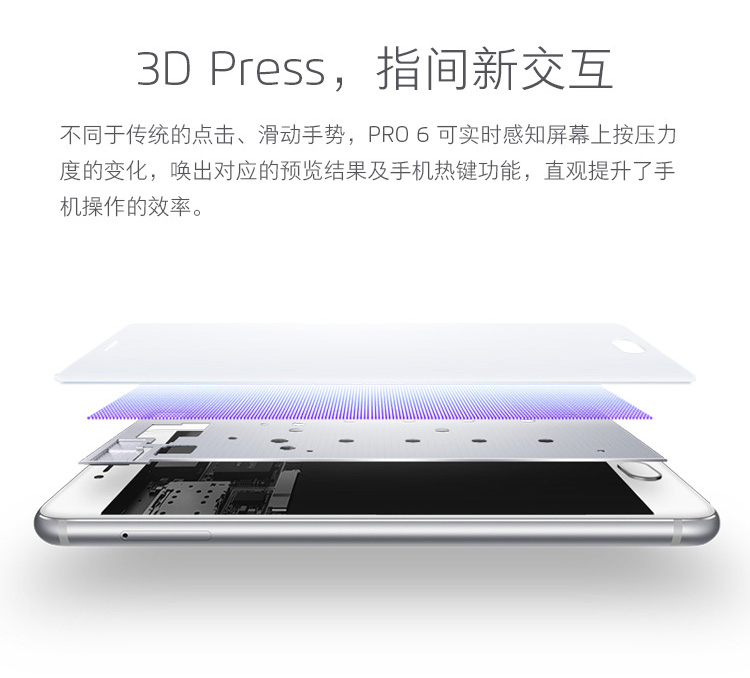 3D Press，指间新交互
不同于传统的点击、滑动手势，PRO 6 可实时感知屏幕上按压力
度的变化，唤出对应的预览结果及手机热键功能，直观提升了手
机操作的效率。